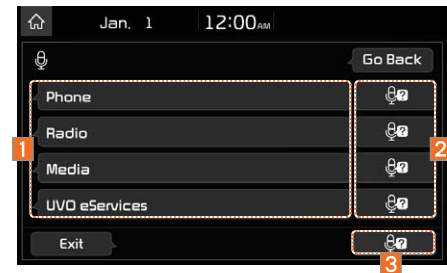 Jan. 1 12:00AM
Go Back
Phone
?
Radio
?
1
2
Media
?
UVO eServices
?
Exit
?
3